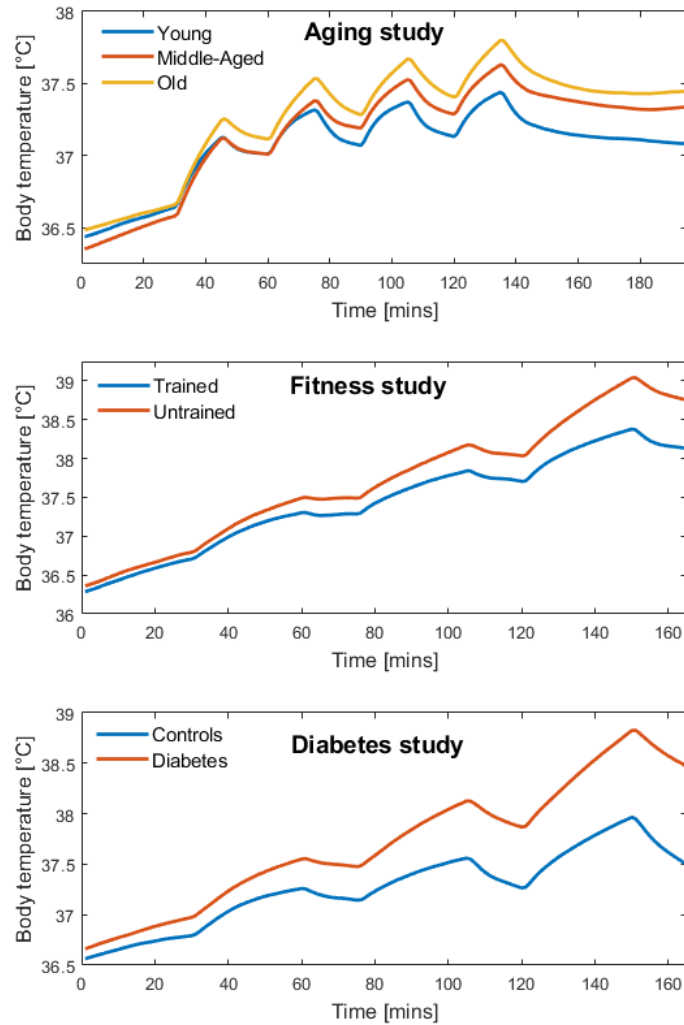 Aging study
Young
Middle-Aged
Old
Body temperature [°C]
38
37.5
37
36.5
0 20 40 60 80 100 120 140 160 180
Time [mins]
Fitness study
Trained
Untrained
Body temperature [°C]
39
38.5
38
37.5
37
36.5
36
0 20 40 60 80 100 120 140 160
Time [mins]
Diabetes study
Controls
Diabetes
Body temperature [°C]
39
38.5
38
37.5
37
36.5
0 20 40 60 80 100 120 140 160
Time [mins]